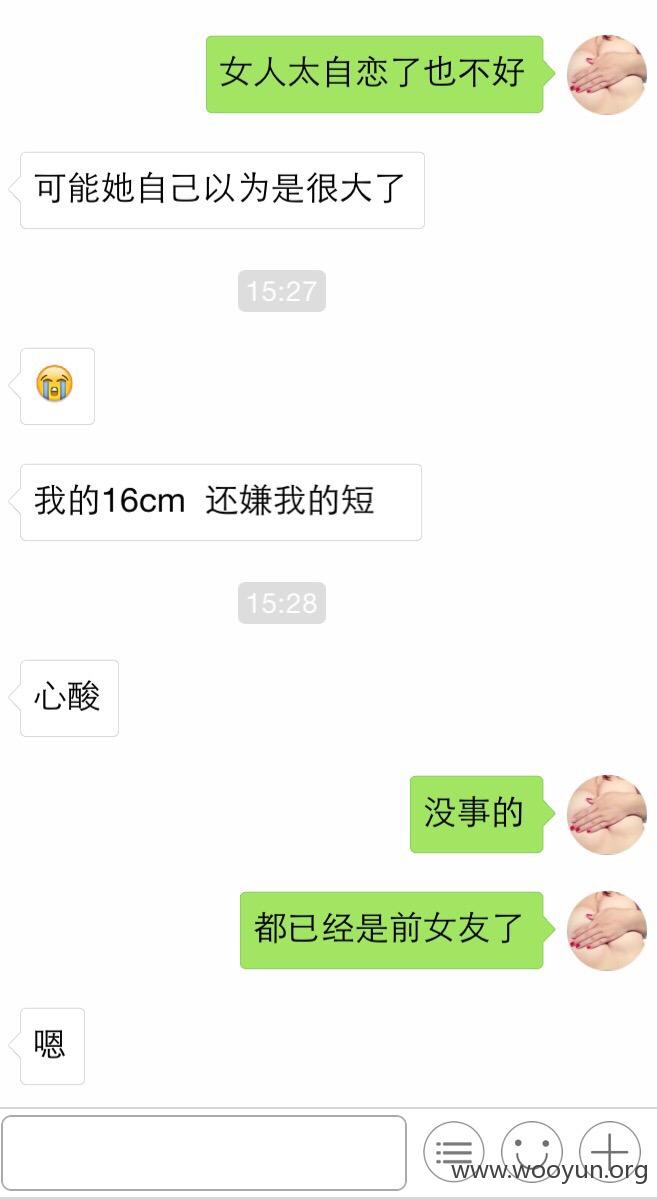 女人太自恋了也不好
可能她自己以为是很大了
15:27
😭
我的16cm 还嫌我的短
15:28
心酸
没事的
都已经是前女友了
嗯
www.wooyun.org